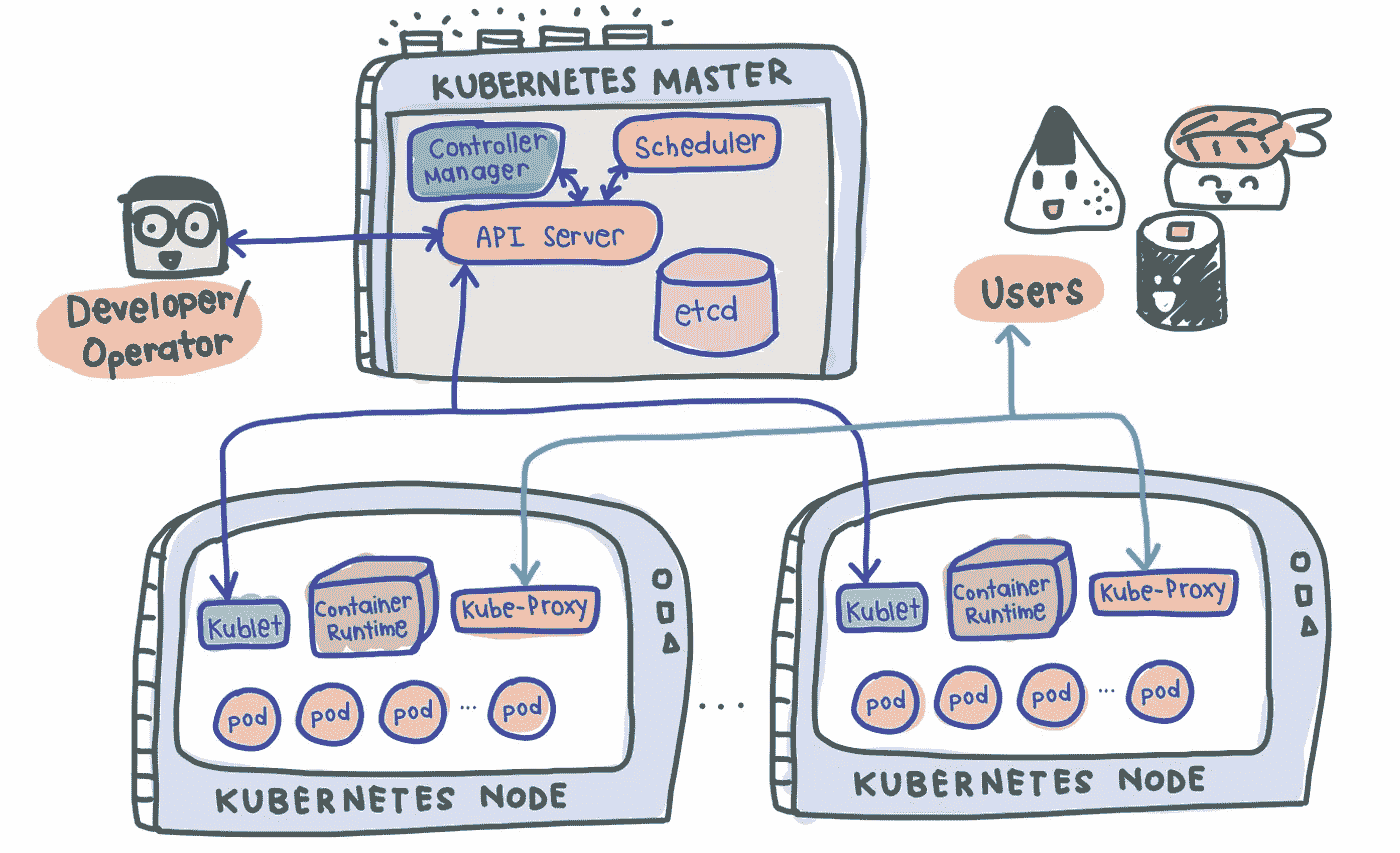 KUBERNETES MASTER
Controller
Manager
Scheduler
API Server
etcd
Developer/
Operator
Users
Kublet
Container
Runtime
Kube-Proxy
pod
pod
pod
...
pod
KUBERNETES NODE
...
Kublet
Container
Runtime
Kube-Proxy
pod
pod
pod
...
pod
KUBERNETES NODE